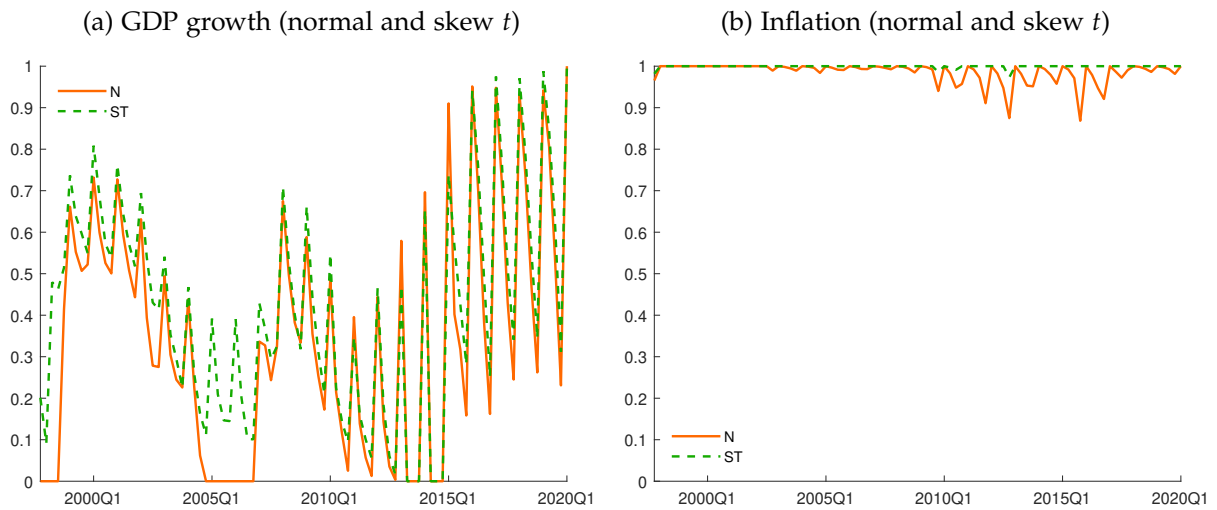 (a) GDP growth (normal and skew t)
1
0.9
0.8
0.7
0.6
0.5
0.4
0.3
0.2
0.1
0
N
ST
2000Q1 2005Q1 2010Q1 2015Q1 2020Q1
(b) Inflation (normal and skew t)
1
0.9
0.8
0.7
0.6
0.5
0.4
0.3
0.2
0.1
0
N
ST
2000Q1 2005Q1 2010Q1 2015Q1 2020Q1